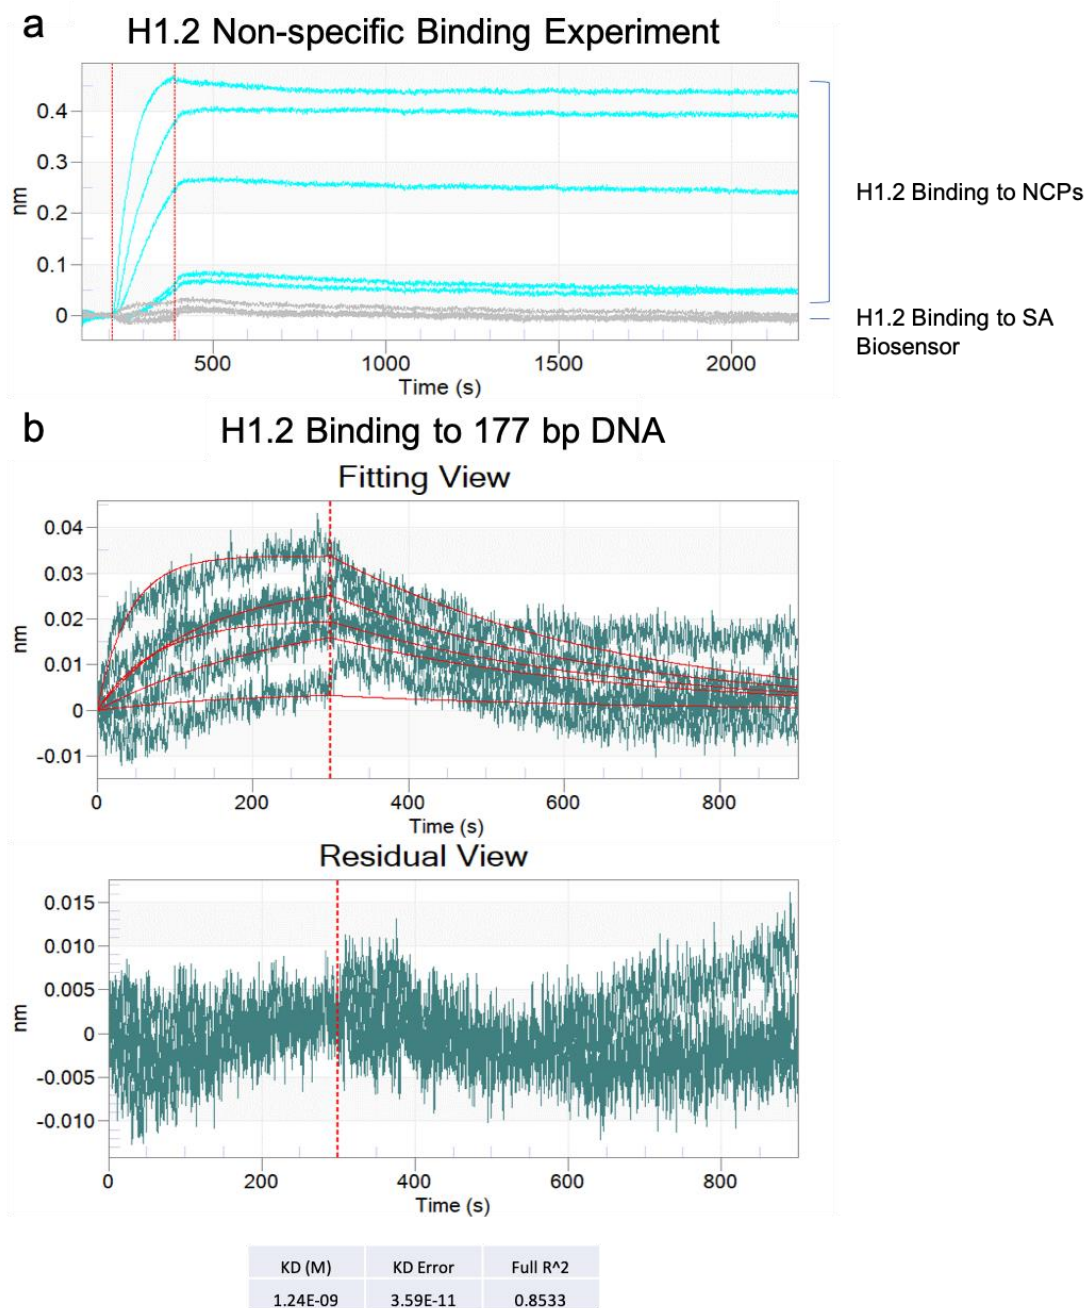 a
H1.2 Non-specific Binding Experiment
0.4
0.3
0.2
0.1
0
nm
500
1000
1500
2000
Time (s)
H1.2 Binding to NCPs
H1.2 Binding to SA
Biosensor
b
H1.2 Binding to 177 bp DNA
Fitting View
0.04
0.03
0.02
0.01
0
-0.01
nm
0
200
400
600
800
Time (s)
Residual View
0.015
0.010
0.005
0
-0.005
-0.010
nm
0
200
400
600
800
Time (s)
KD (M) KD Error Full R^2
1.24E-09 3.59E-11 0.8533